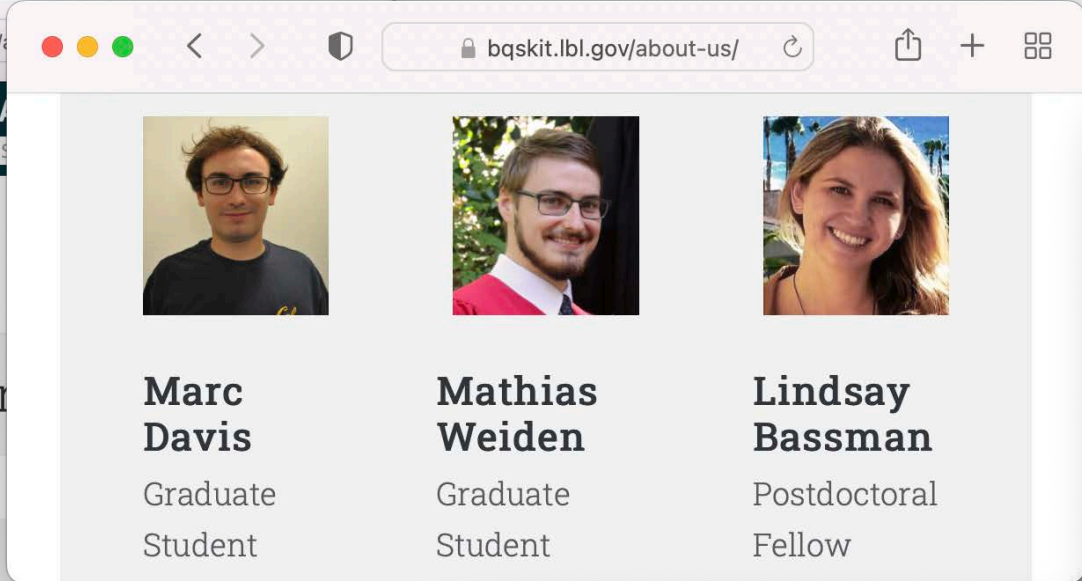 bqskit.lbl.gov/about-us/
Marc
Davis
Graduate
Student
Mathias
Weiden
Graduate
Student
Lindsay
Bassman
Postdoctoral
Fellow